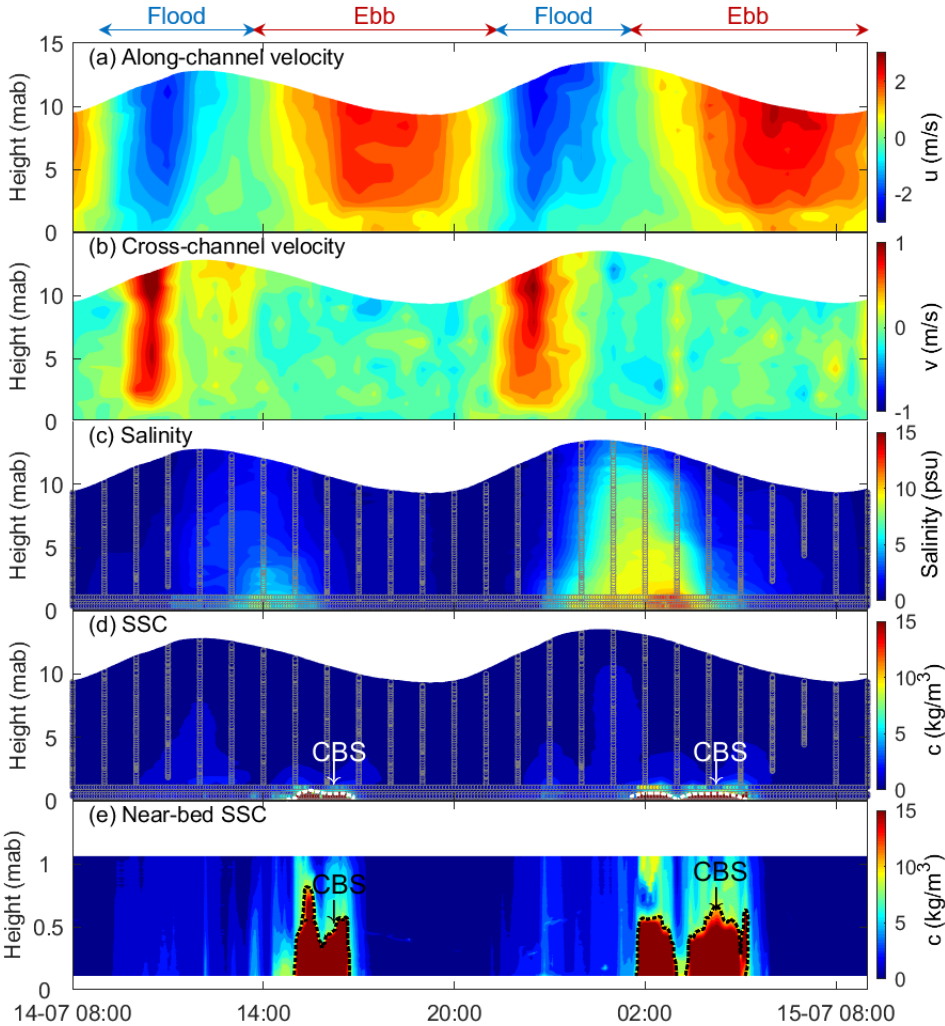 Flood Ebb Flood Ebb
15
(a) Along-channel velocity
10
5
0
Height (mab)
2
0
-2
u (m/s)
(b) Cross-channel velocity
10
5
0
Height (mab)
1
0
-1
v (m/s)
(c) Salinity
10
5
0
Height (mab)
15
10
5
0
Salinity (psu)
(d) SSC
10
5
0
Height (mab)
CBS CBS
15
10
5
0
c (kg/m³)
(e) Near-bed SSC
1
0.5
0
Height (mab)
CBS CBS
15
10
5
0
c (kg/m³)
14-07 08:00 14:00 20:00 02:00 15-07 08:00